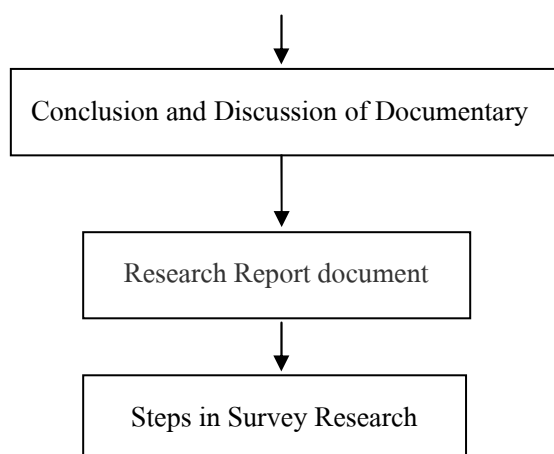 Conclusion and Discussion of Documentary
Research Report document
Steps in Survey Research